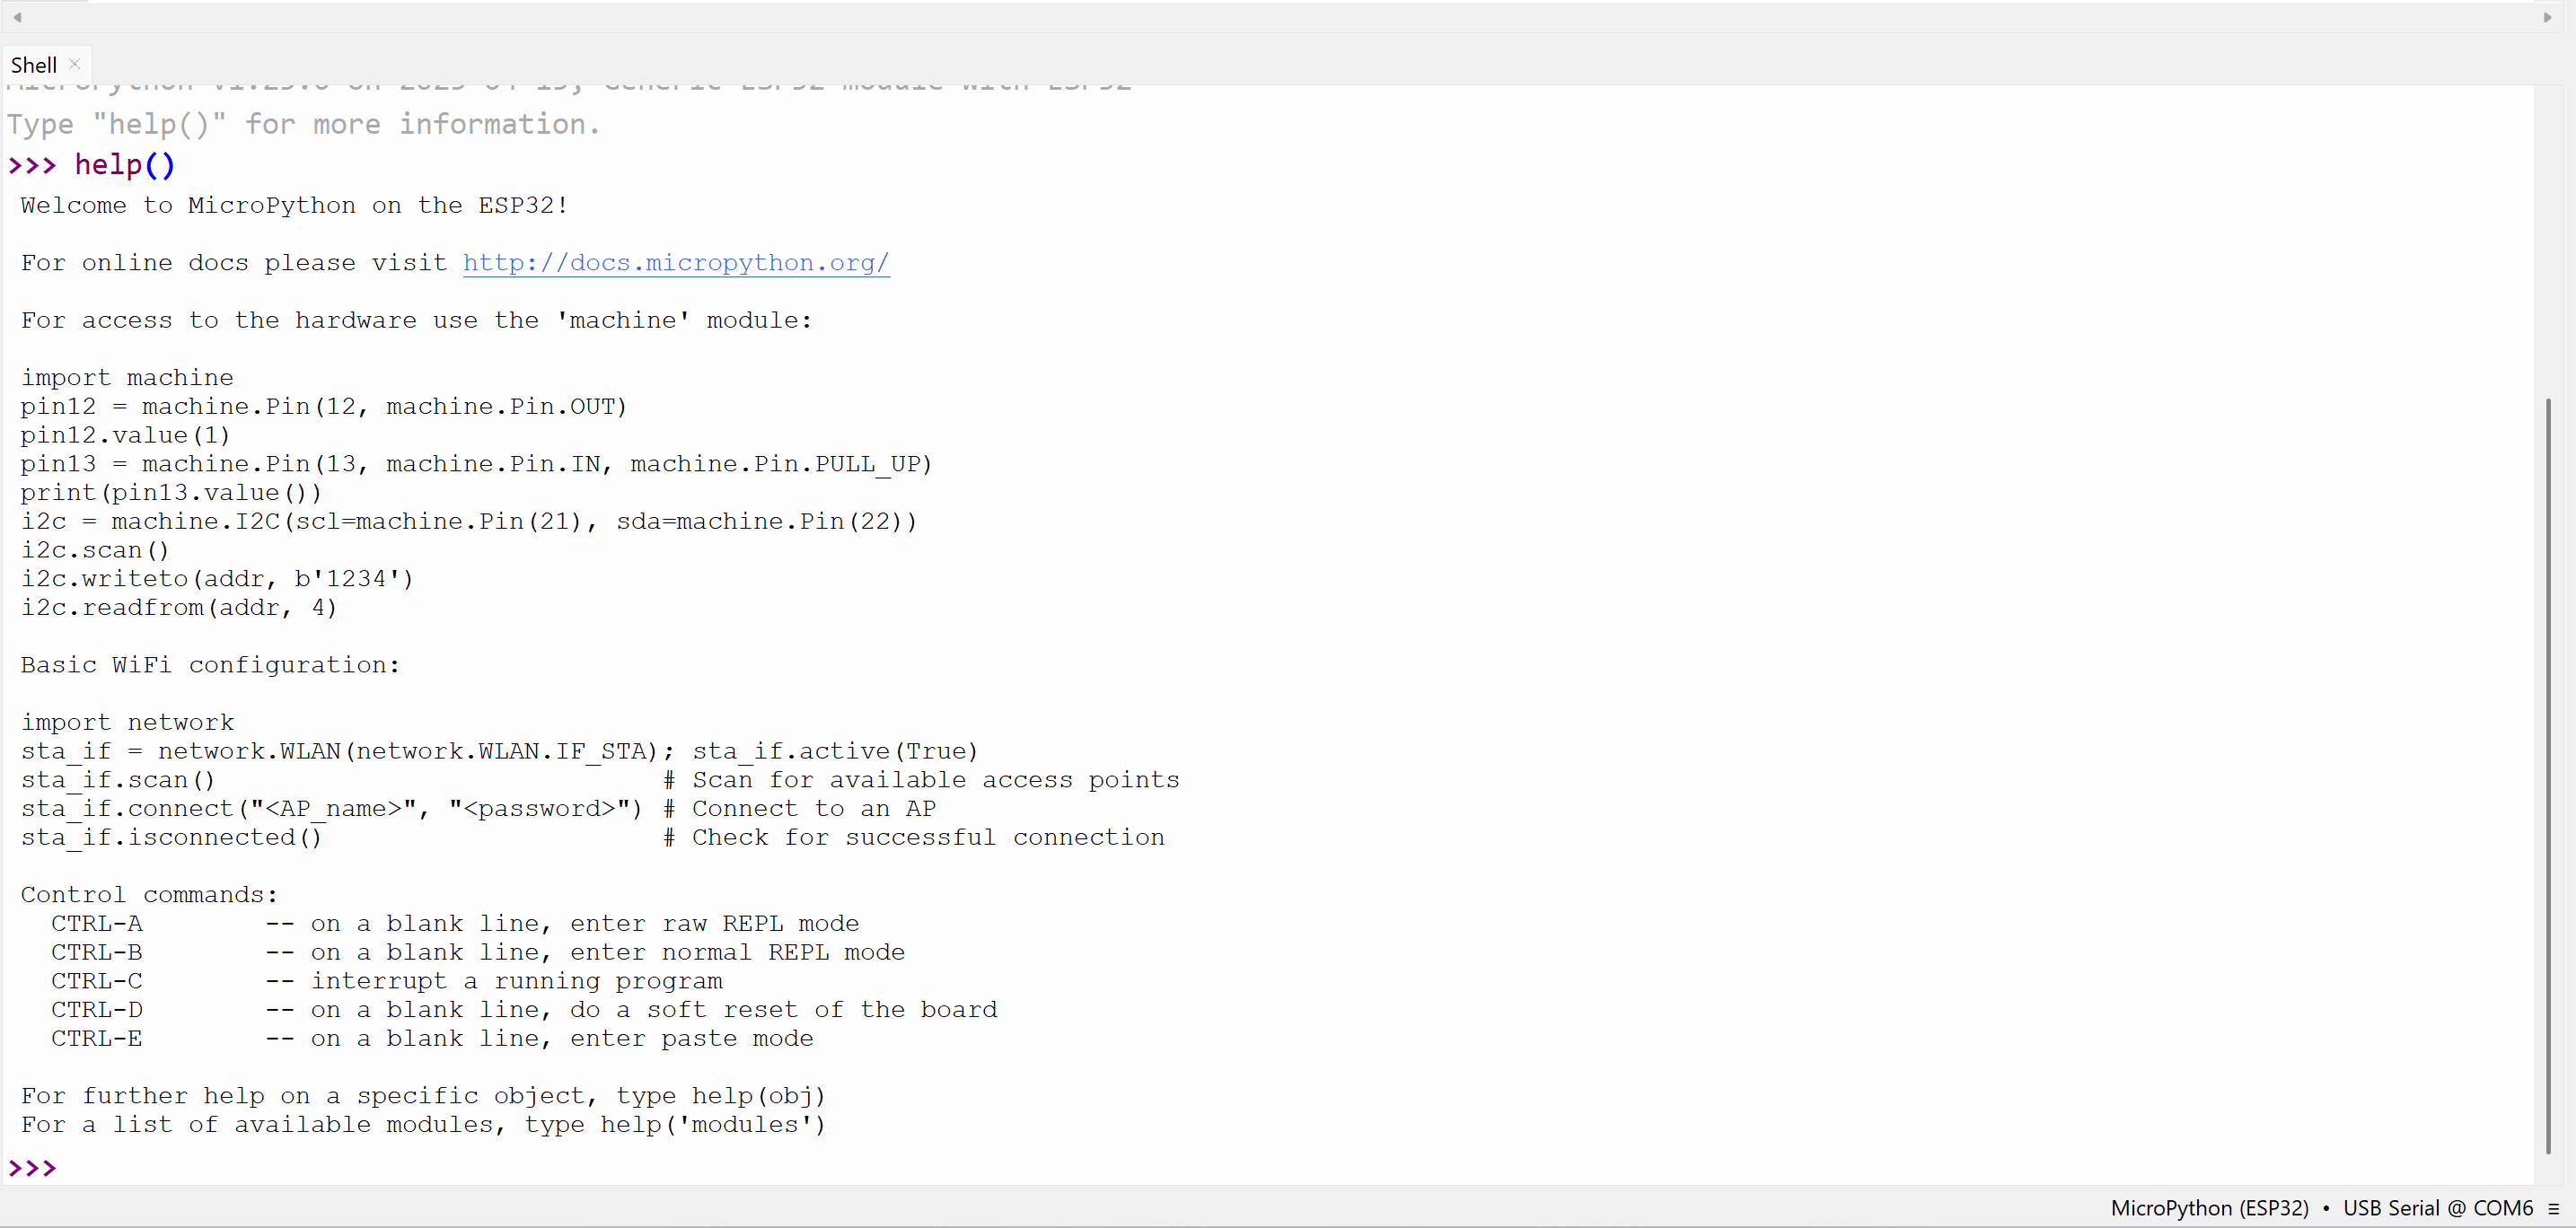 Shell
Type "help()" for more information.
>>> help()
Welcome to MicroPython on the ESP32!
For online docs please visit http://docs.micropython.org/
For access to the hardware use the 'machine' module:
import machine
pin12 = machine.Pin(12, machine.Pin.OUT)
pin12.value(1)
pin13 = machine.Pin(13, machine.Pin.IN, machine.Pin.PULL_UP)
print(pin13.value())
i2c = machine.I2C(scl=machine.Pin(21), sda=machine.Pin(22))
i2c.scan()
i2c.writeto(addr, b'1234')
i2c.readfrom(addr, 4)
Basic WiFi configuration:
import network
sta_if = network.WLAN(network.WLAN.IF_STA); sta_if.active(True)
sta_if.scan()                             # Scan for available access points
sta_if.connect("<AP_name>", "<password>") # Connect to an AP
sta_if.isconnected()                      # Check for successful connection
Control commands:
  CTRL-A        -- on a blank line, enter raw REPL mode
  CTRL-B        -- on a blank line, enter normal REPL mode
  CTRL-C        -- interrupt a running program
  CTRL-D        -- on a blank line, do a soft reset of the board
  CTRL-E        -- on a blank line, enter paste mode
For further help on a specific object, type help(obj)
For a list of available modules, type help('modules')
>>>
MicroPython (ESP32) • USB Serial @ COM6 ≡